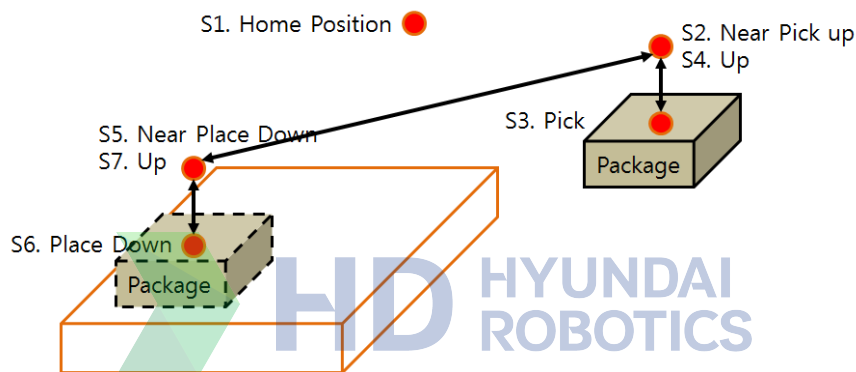 S1. Home Position
S2. Near Pick up
S4. Up
S3. Pick
Package
S5. Near Place Down
S7. Up
S6. Place Down
Package
HD HYUNDAI
ROBOTICS